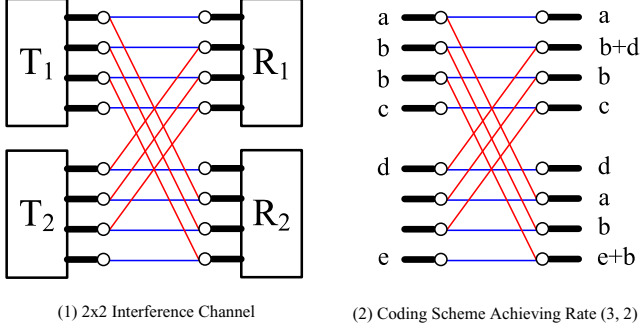 T1
R1
T2
R2
(1) 2x2 Interference Channel
a a
b b+d
b b
c c
d d
a
b
e e+b
(2) Coding Scheme Achieving Rate (3, 2)